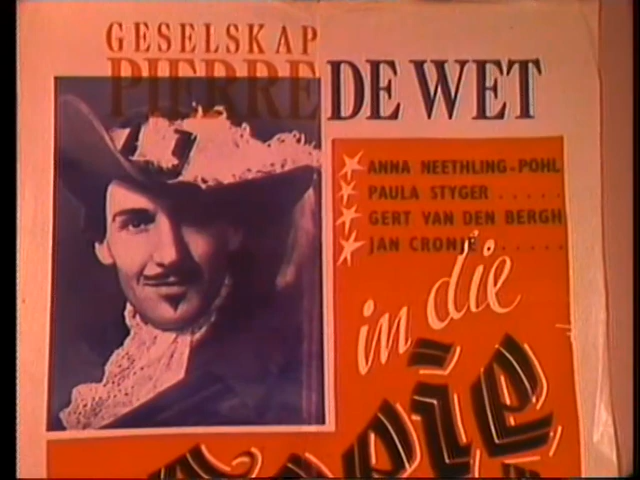 GESELSKAP
PIERRE DE WET
ANNA NEETHLING-POHL
PAULA STYGER . . . . .
GERT VAN DEN BERGH
JAN CRONJÉ . . . . . .
in die